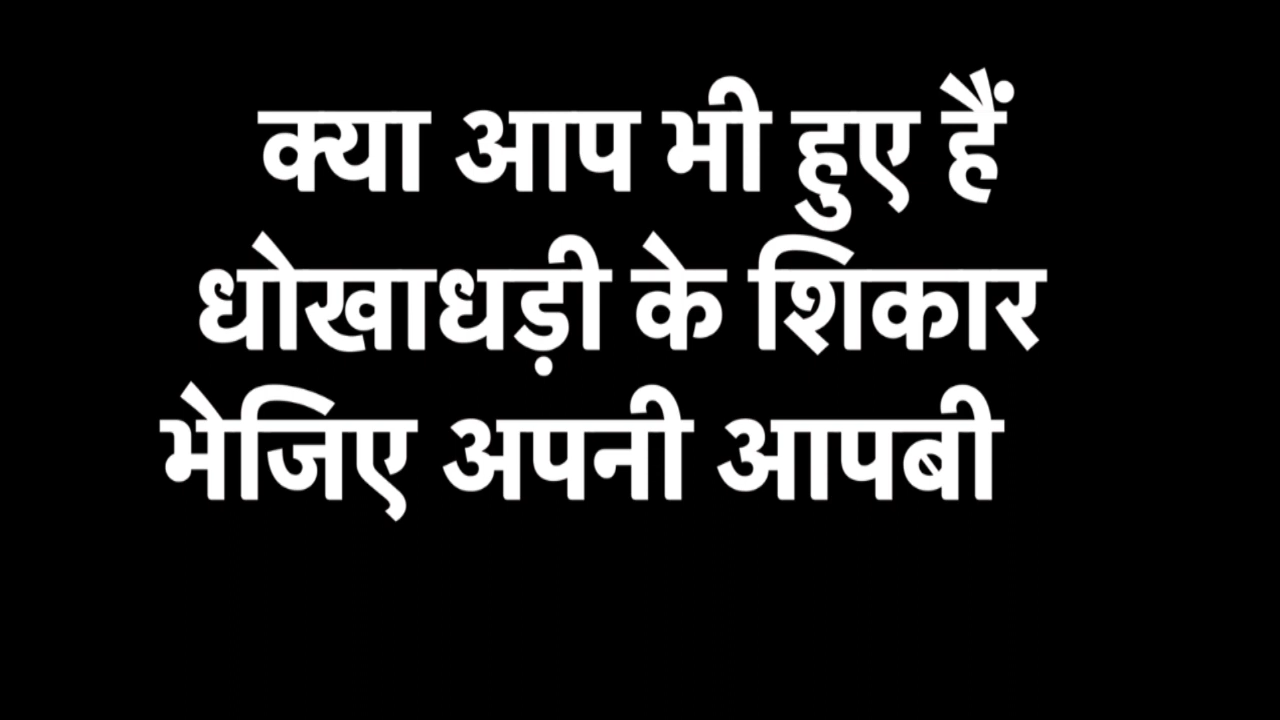 क्या आप भी हुए हैं
धोखाधड़ी के शिकार
भेजिए अपनी आपबी